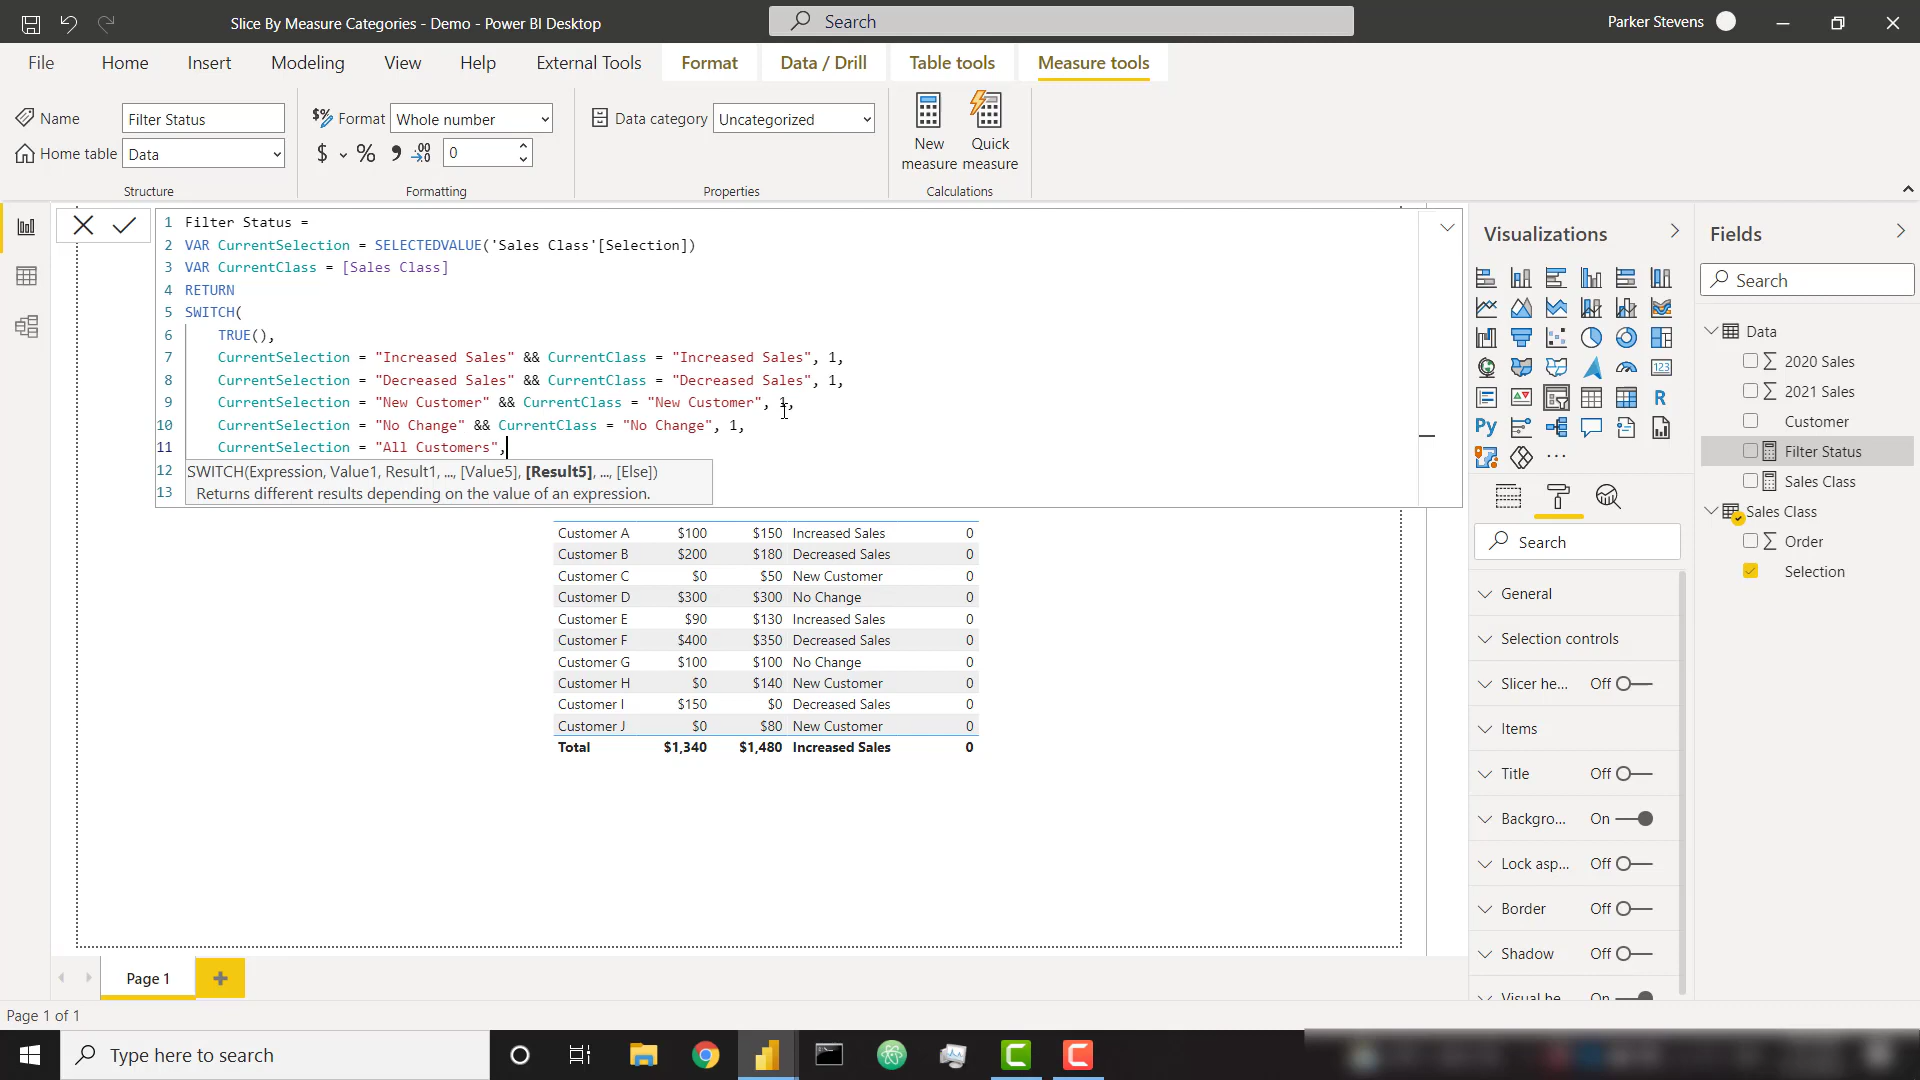 Slice By Measure Categories - Demo - Power BI Desktop
Search
Parker Stevens
File
Home
Insert
Modeling
View
Help
External Tools
Format
Data / Drill
Table tools
Measure tools
Name
Filter Status
Home table
Data
Structure
Format
Whole number
$
%
,
.00
0
Formatting
Data category
Uncategorized
Properties
New
measure
Quick
measure
Calculations
1 Filter Status =
2 VAR CurrentSelection = SELECTEDVALUE('Sales Class'[Selection])
3 VAR CurrentClass = [Sales Class]
4 RETURN
5 SWITCH(
6 TRUE(),
7 CurrentSelection = "Increased Sales" && CurrentClass = "Increased Sales", 1,
8 CurrentSelection = "Decreased Sales" && CurrentClass = "Decreased Sales", 1,
9 CurrentSelection = "New Customer" && CurrentClass = "New Customer", 1,
10 CurrentSelection = "No Change" && CurrentClass = "No Change", 1,
11 CurrentSelection = "All Customers",
12
SWITCH(Expression, Value1, Result1, ..., [Value5], [Result5], ..., [Else])
13
Returns different results depending on the value of an expression.
Customer A $100 $150 Increased Sales 0
Customer B $200 $180 Decreased Sales 0
Customer C $0 $50 New Customer 0
Customer D $300 $300 No Change 0
Customer E $90 $130 Increased Sales 0
Customer F $400 $350 Decreased Sales 0
Customer G $100 $100 No Change 0
Customer H $0 $140 New Customer 0
Customer I $150 $0 Decreased Sales 0
Customer J $0 $80 New Customer 0
Total $1,340 $1,480 Increased Sales 0
Visualizations
123
R
Py
Search
General
Selection controls
Slicer he... Off
Items
Title Off
Backgro... On
Lock asp... Off
Border Off
Shadow Off
Visual he On
Fields
Search
Data
2020 Sales
2021 Sales
Customer
Filter Status
Sales Class
Sales Class
Order
Selection
Page 1
Page 1 of 1
Type here to search